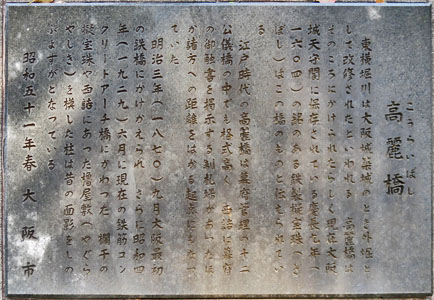 こうらいばし
高麗橋
東横堀川は大阪城築城のとき外堀と
して改修されたといわれる 高麗橋は
そのころにかけられたらしく現在大阪
城天守閣に保存されている慶長九年(
一六〇四)の銘のある鉄製擬宝珠(ぎ
ぼし)はこの橋のものと伝えられてい
る
江戸時代の高麗橋は幕府管理の十二
公儀橋の中でも格式高く 西詰に幕府
の御触書を掲示する制札場があったほ
か諸方への距離をはかる起点にもなっ
ていた
明治三年(一八七〇)九月大阪最初
の鉄橋にかけかえられ さらに昭和四
年(一九二九)六月に現在の鉄筋コン
クリートアーチ橋にかわった 欄干の
擬宝珠や西詰にあった櫓屋敷(やぐら
やしき)を模した柱は昔の面影をしの
ぶよすがとなっている
昭和五十一年春 大阪市